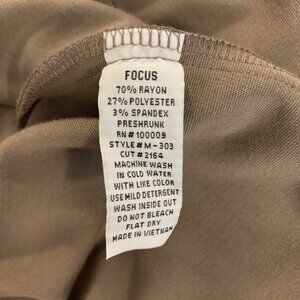 FOCUS
70% RAYON
27% POLYESTER
3% SPANDEX
PRESHRUNK
RN# 100009
STYLE# M-303
CUT # 2164
MACHINE WASH
IN COLD WATER
WITH LIKE COLOR
USE MILD DETERGENT
WASH INSIDE OUT
DO NOT BLEACH
FLAT DRY
MADE IN VIETNAM